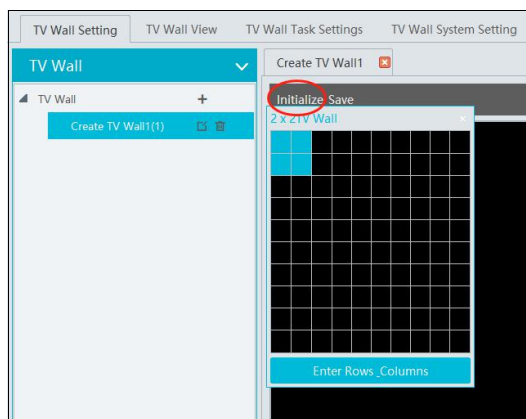 TV Wall Setting TV Wall View TV Wall Task Settings TV Wall System Setting
TV Wall
Create TV Wall1
TV Wall
Initialize Save
Create TV Wall1(1)
2 x 2TV Wall
Enter Rows_Columns